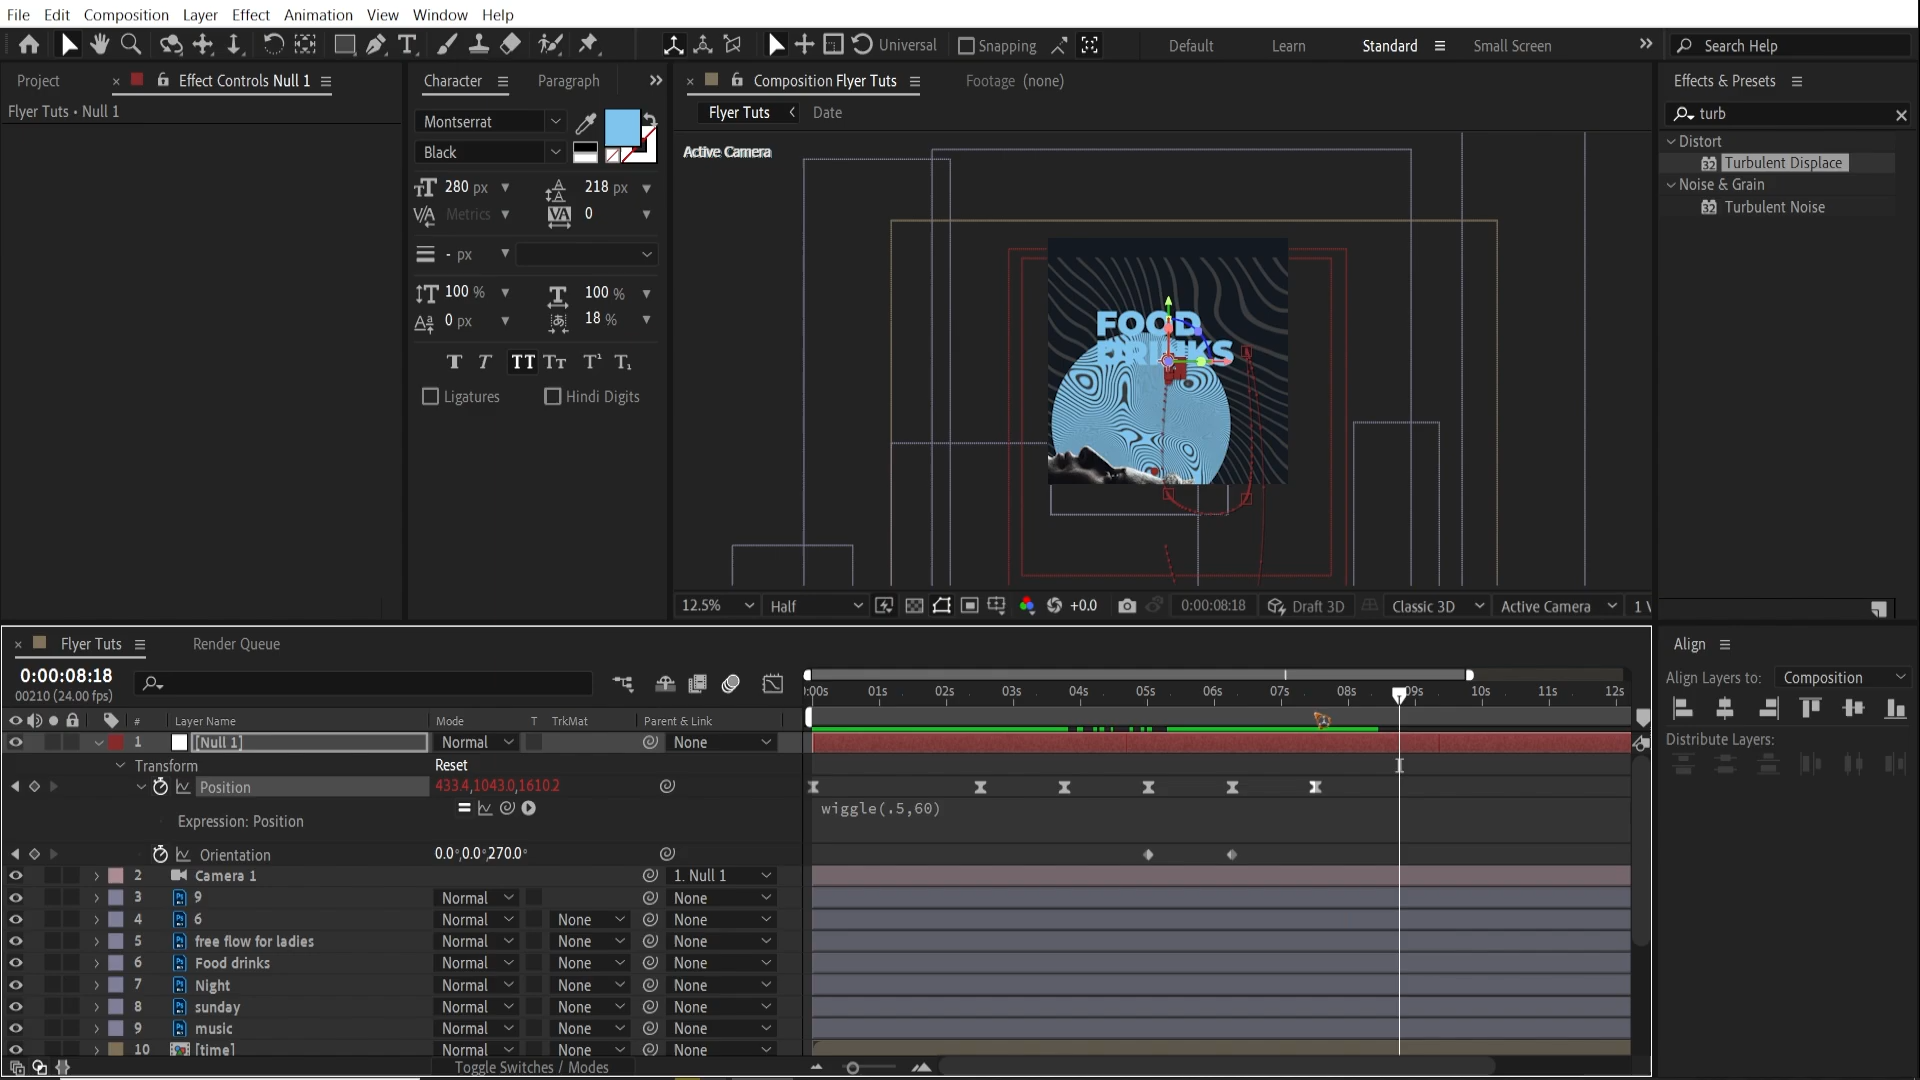 File Edit Composition Layer Effect Animation View Window Help
Universal
Snapping
Default Learn Standard Small Screen
Search Help
Project
Effect Controls Null 1
Character Paragraph
Composition Flyer Tuts
Footage (none)
Effects & Presets
Flyer Tuts • Null 1
Flyer Tuts
Date
turb
Montserrat
Black
Active Camera
Distort
Turbulent Displace
Noise & Grain
Turbulent Noise
280 px 218 px
Metrics 0
- px
100 % 100 %
0 px 18 %
FOOD
DRINKS
Ligatures Hindi Digits
12.5% Half +0.0 0:00:08:18 Draft 3D Classic 3D Active Camera 1 V
Flyer Tuts Render Queue
Align
0:00:08:18
00210 (24.00 fps)
Align Layers to: Composition
Distribute Layers:
:00s 01s 02s 03s 04s 05s 06s 07s 08s 09s 10s 11s 12s
# Layer Name Mode T TrkMat Parent & Link
1 [Null 1] Normal None
Transform Reset
Position 433.4,1043.0,1610.2
wiggle(.5,60)
Expression: Position
Orientation 0.0°,0.0°,270.0°
2 Camera 1 1. Null 1
3 9 Normal None
4 6 Normal None None
5 free flow for ladies Normal None None
6 Food drinks Normal None None
7 Night Normal None None
8 sunday Normal None None
9 music Normal None None
10 [time] Normal None None
Toggle Switches / Modes